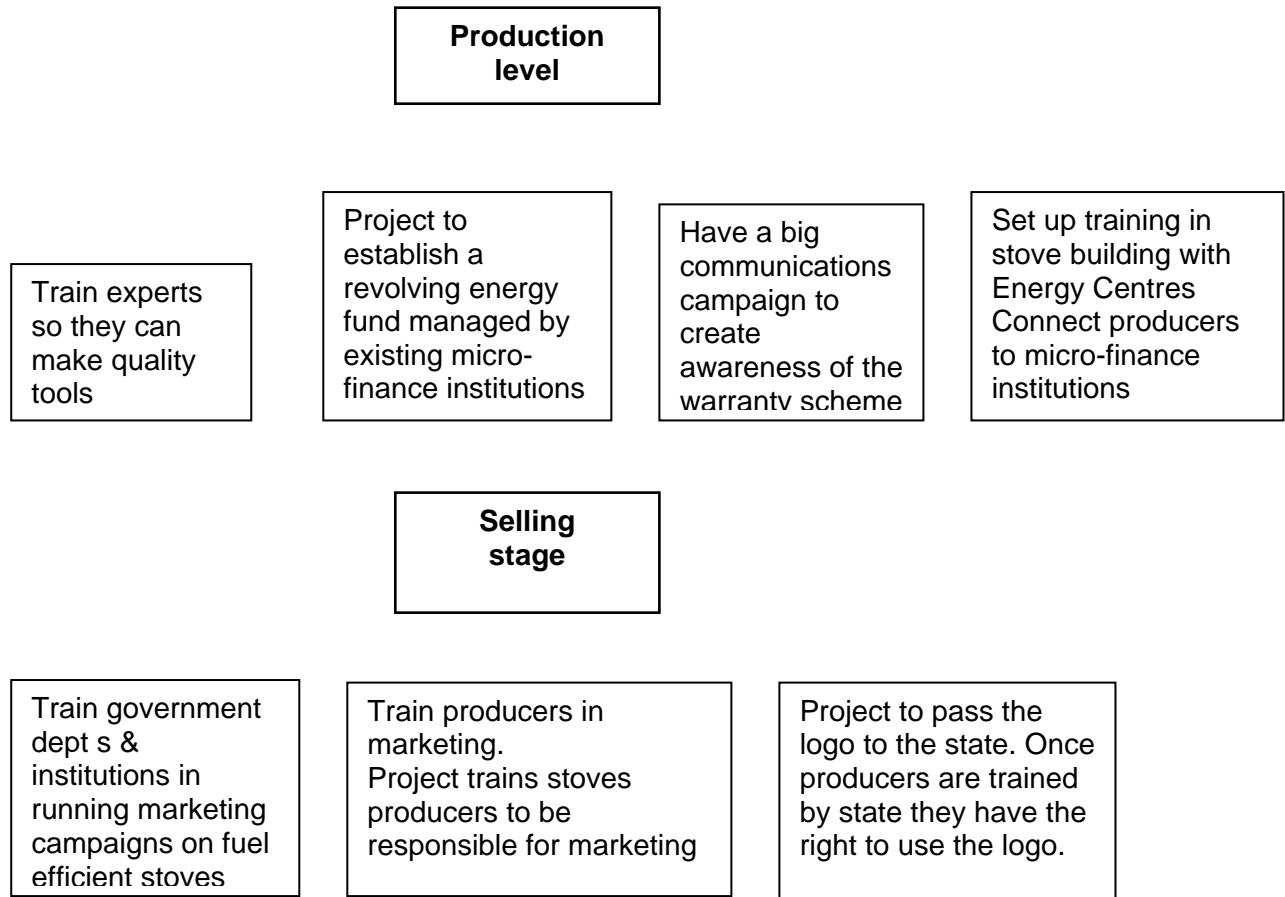 Production
level
Train experts
so they can
make quality
tools
Project to
establish a
revolving energy
fund managed by
existing micro-
finance institutions
Have a big
communications
campaign to
create
awareness of the
warranty scheme
Set up training in
stove building with
Energy Centres
Connect producers
to micro-finance
institutions
Selling
stage
Train government
dept s &
institutions in
running marketing
campaigns on fuel
efficient stoves
Train producers in
marketing.
Project trains stoves
producers to be
responsible for marketing
Project to pass the
logo to the state. Once
producers are trained
by state they have the
right to use the logo.